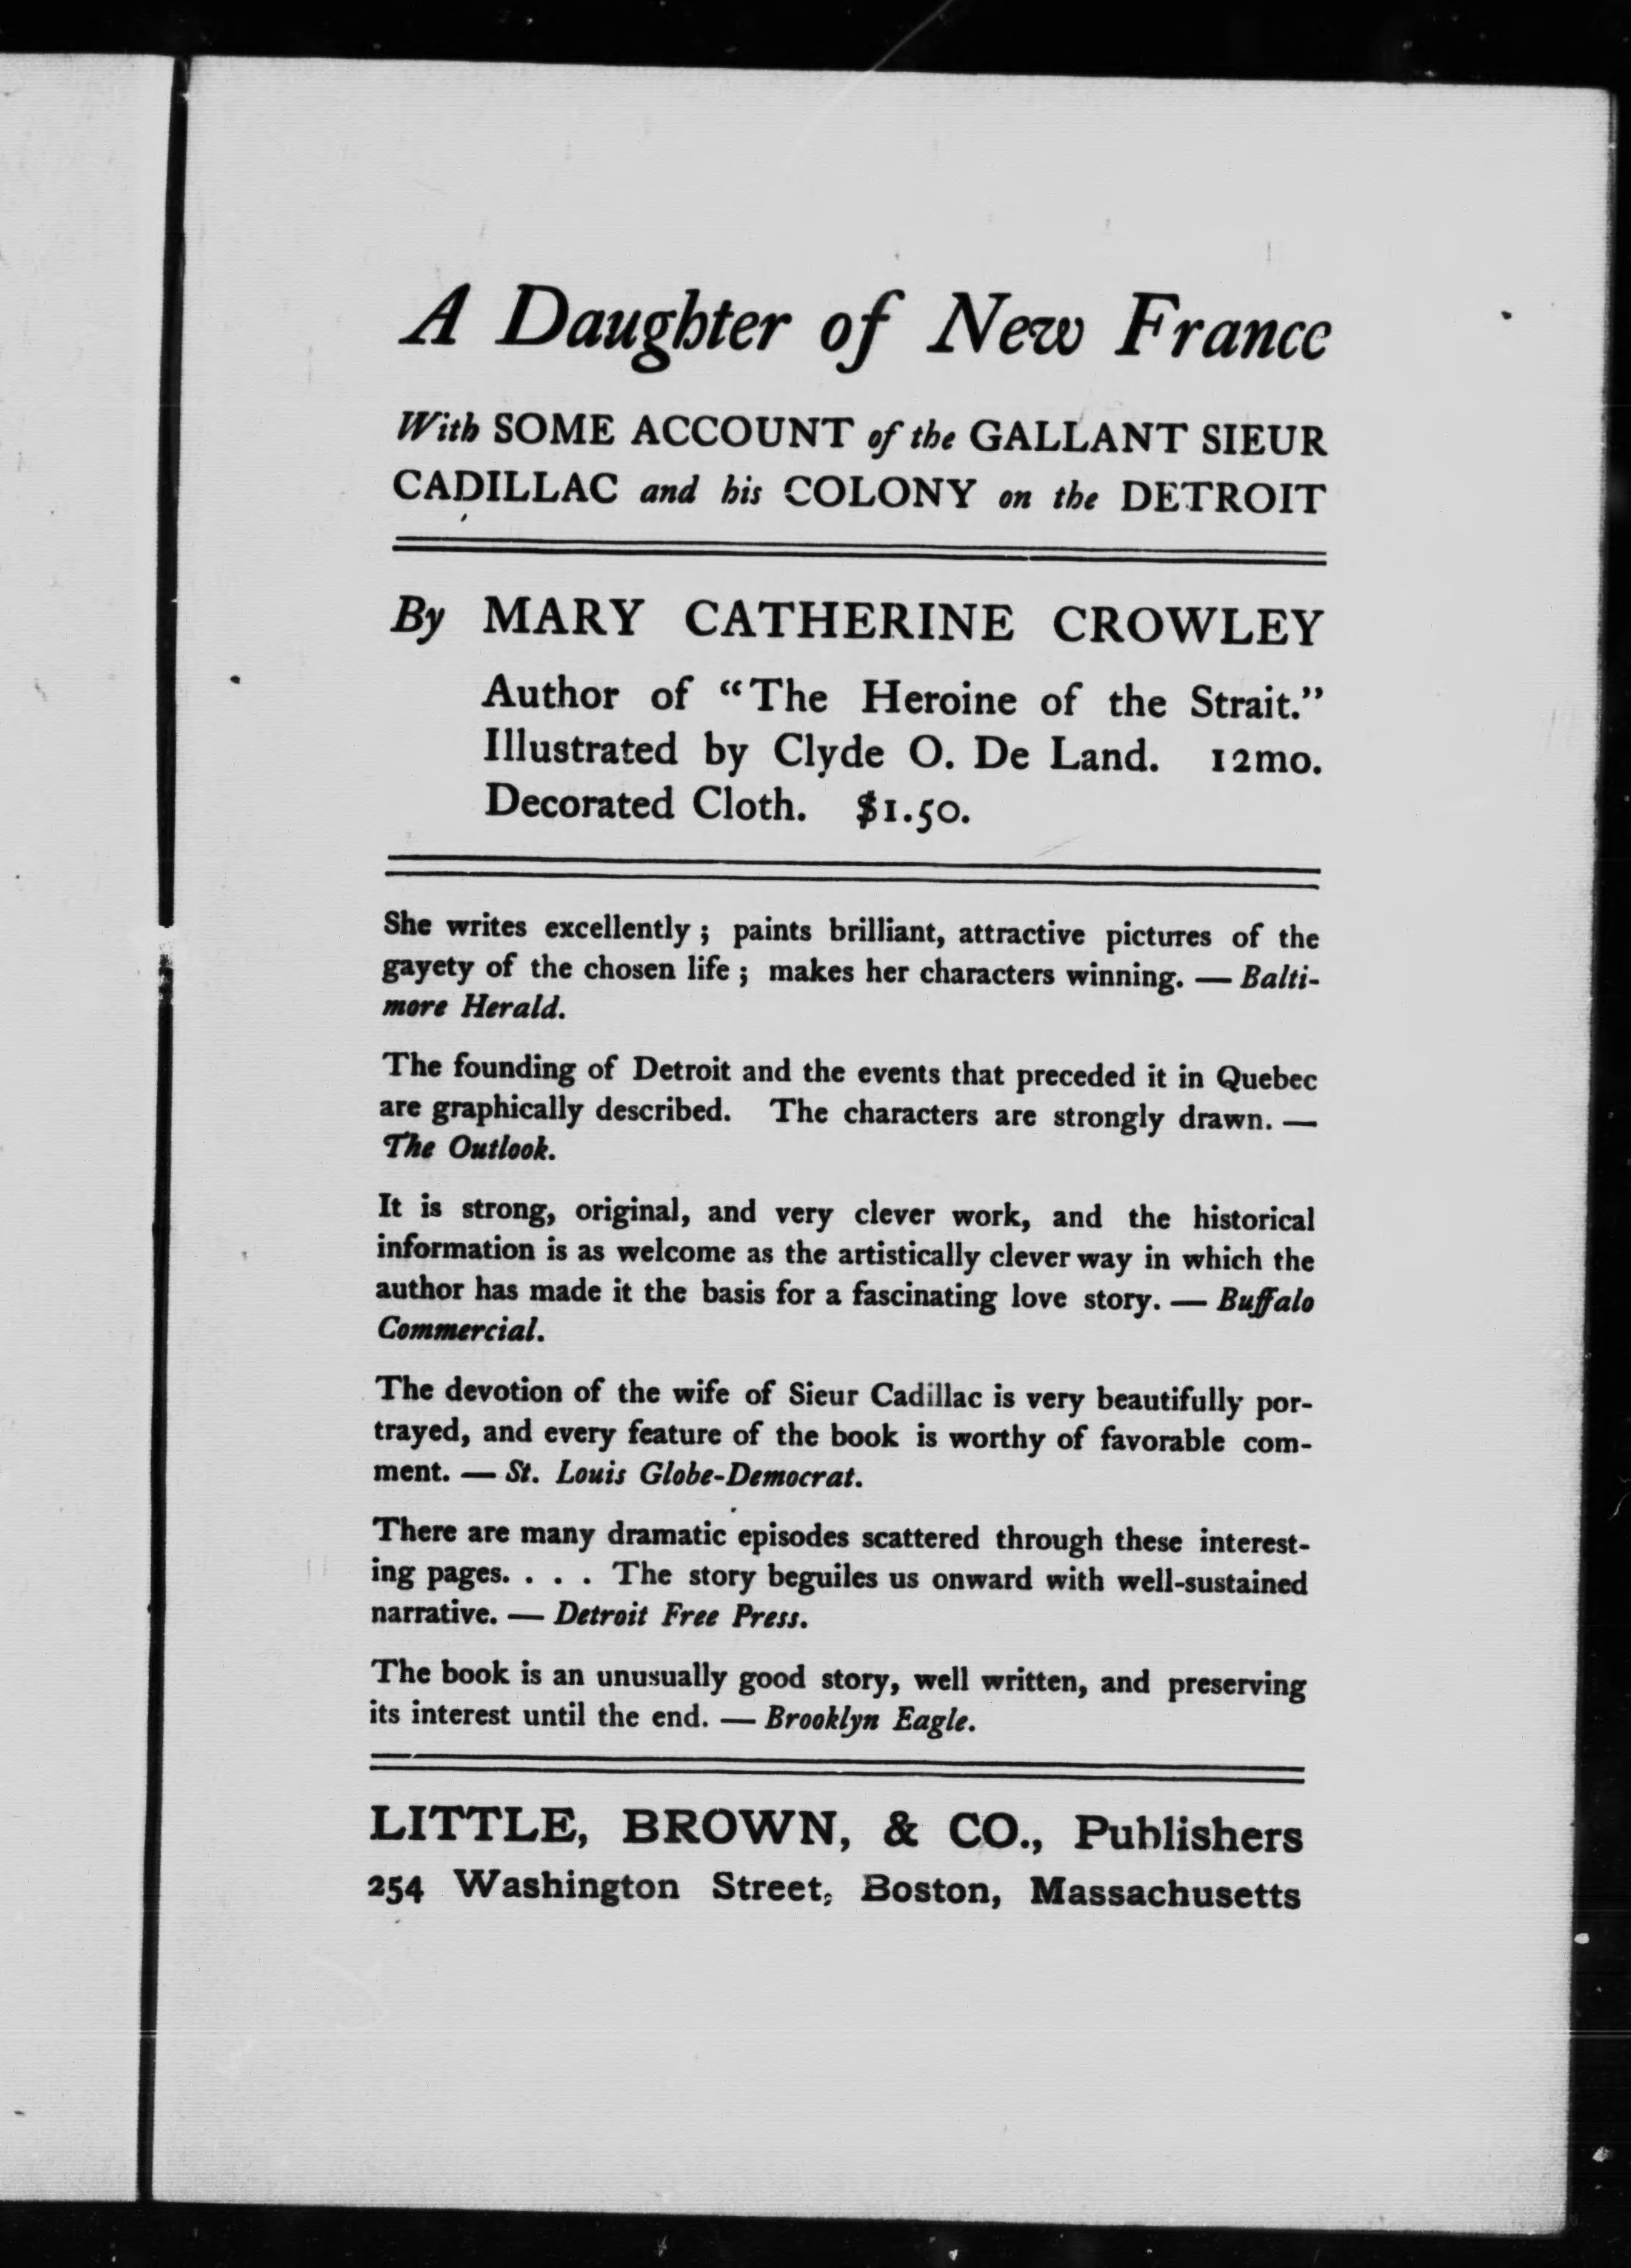 A Daughter of New France
With SOME ACCOUNT of the GALLANT SIEUR
CADILLAC and his COLONY on the DETROIT
By MARY CATHERINE CROWLEY
Author of “The Heroine of the Strait.”
Illustrated by Clyde O. De Land. 12mo.
Decorated Cloth. $1.50.
She writes excellently ; paints brilliant, attractive pictures of the
gayety of the chosen life ; makes her characters winning. — Balti-
more Herald.
The founding of Detroit and the events that preceded it in Quebec
are graphically described. The characters are strongly drawn. —
The Outlook.
It is strong, original, and very clever work, and the historical
information is as welcome as the artistically clever way in which the
author has made it the basis for a fascinating love story. — Buffalo
Commercial.
The devotion of the wife of Sieur Cadillac is very beautifully por-
trayed, and every feature of the book is worthy of favorable com-
ment. — St. Louis Globe-Democrat.
There are many dramatic episodes scattered through these interest-
ing pages. . . . The story beguiles us onward with well-sustained
narrative. — Detroit Free Press.
The book is an unusually good story, well written, and preserving
its interest until the end. — Brooklyn Eagle.
LITTLE, BROWN, & CO., Publishers
254 Washington Street, Boston, Massachusetts